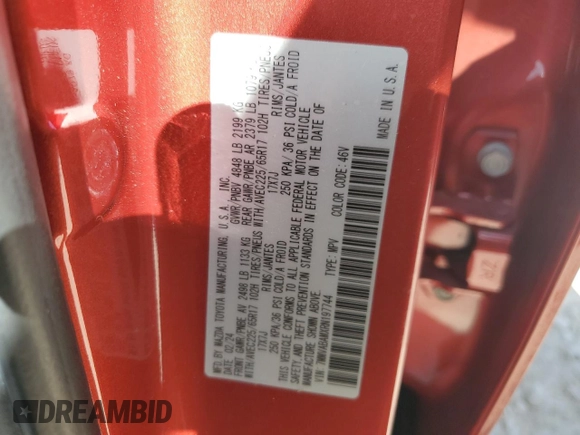 MFD. BY MAZDA TOYOTA MANUFACTURING, U.S.A, INC.
DATE 02/24 GVWR/PNBV 4848 LB 2199 KG
FRONT GAWR/PNBE AV 2498 LB 1133 KG REAR GAWR/PNBE AR 2379 LB
WITH/AVEC225/65R17 102H TIRES/PNEUS WITH/AVEC225/65R17 102H TIRES/PNEUS
17X7J RIMS/JANTES 17X7J RIMS/JANTES
250 KPA/36 PSI COLD/A FROID 250 KPA/ 36 PSI COLD/A FROID
THIS VEHICLE CONFORMS TO ALL APPLICABLE FEDERAL MOTOR VEHICLE
SAFETY AND THEFT PREVENTION STANDARDS IN EFFECT ON THE DATE OF
MANUFACTURE SHOWN ABOVE.
VIN: TYPE: MPV COLOR CODE: 46V
MADE IN U.S.A.
DREAMBID